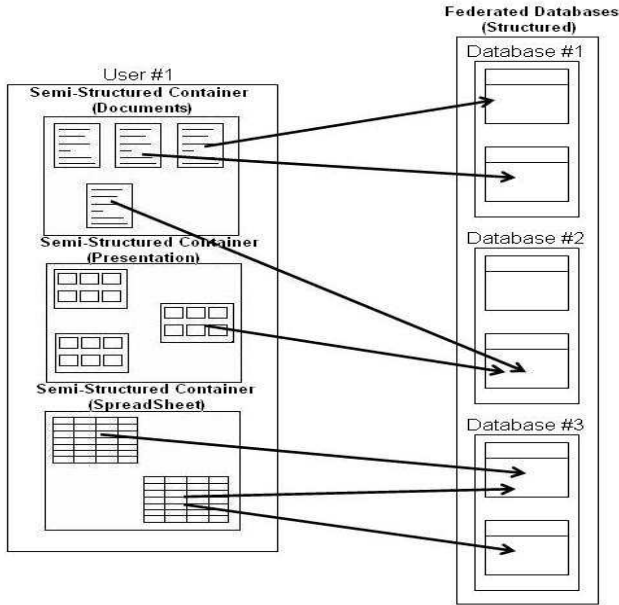 Federated Databases
(Structured)
Database #1
User #1
Semi-Structured Container
(Documents)
Semi-Structured Container
(Presentation)
Database #2
Semi-Structured Container
(SpreadSheet)
Database #3